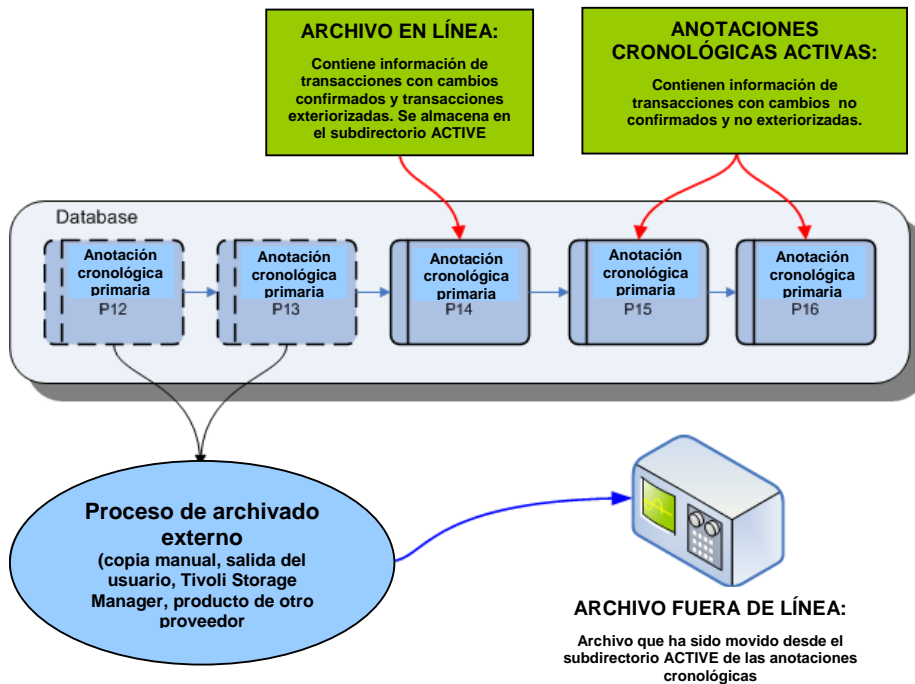 ARCHIVO EN LÍNEA:
Contiene información de
transacciones con cambios
confirmados y transacciones
exteriorizadas. Se almacena en
el subdirectorio ACTIVE
ANOTACIONES
CRONOLÓGICAS ACTIVAS:
Contienen información de
transacciones con cambios no
confirmados y no exteriorizadas.
Database
Anotación
cronológica
primaria
P12
Anotación
cronológica
primaria
P13
Anotación
cronológica
primaria
P14
Anotación
cronológica
primaria
P15
Anotación
cronológica
primaria
P16
Proceso de archivado
externo
(copia manual, salida del
usuario, Tivoli Storage
Manager, producto de otro
proveedor
ARCHIVO FUERA DE LÍNEA:
Archivo que ha sido movido desde el
subdirectorio ACTIVE de las anotaciones
cronológicas